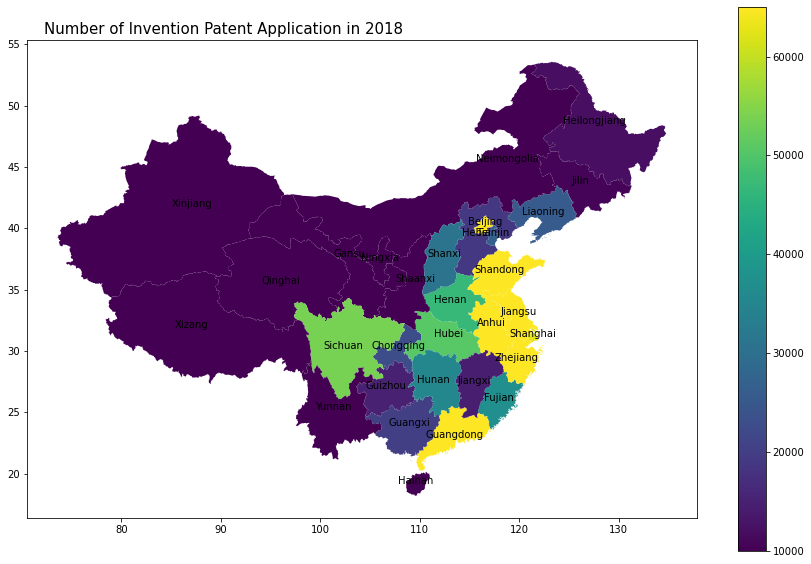 Number of Invention Patent Application in 2018
55
50
45
40
35
30
25
20
80
90
100
110
120
130
60000
50000
40000
30000
20000
10000
Heilongjiang
Neimongolia
Jilin
Xinjiang
Liaoning
Beijing
Hebei
Tianjin
Gansu
Ningxia
Shanxi
Shandong
Qinghai
Shaanxi
Henan
Jiangsu
Xizang
Anhui
Hubei
Shanghai
Sichuan
Chongqing
Zhejiang
Hunan
Jiangxi
Guizhou
Fujian
Yunnan
Guangxi
Guangdong
Hainan